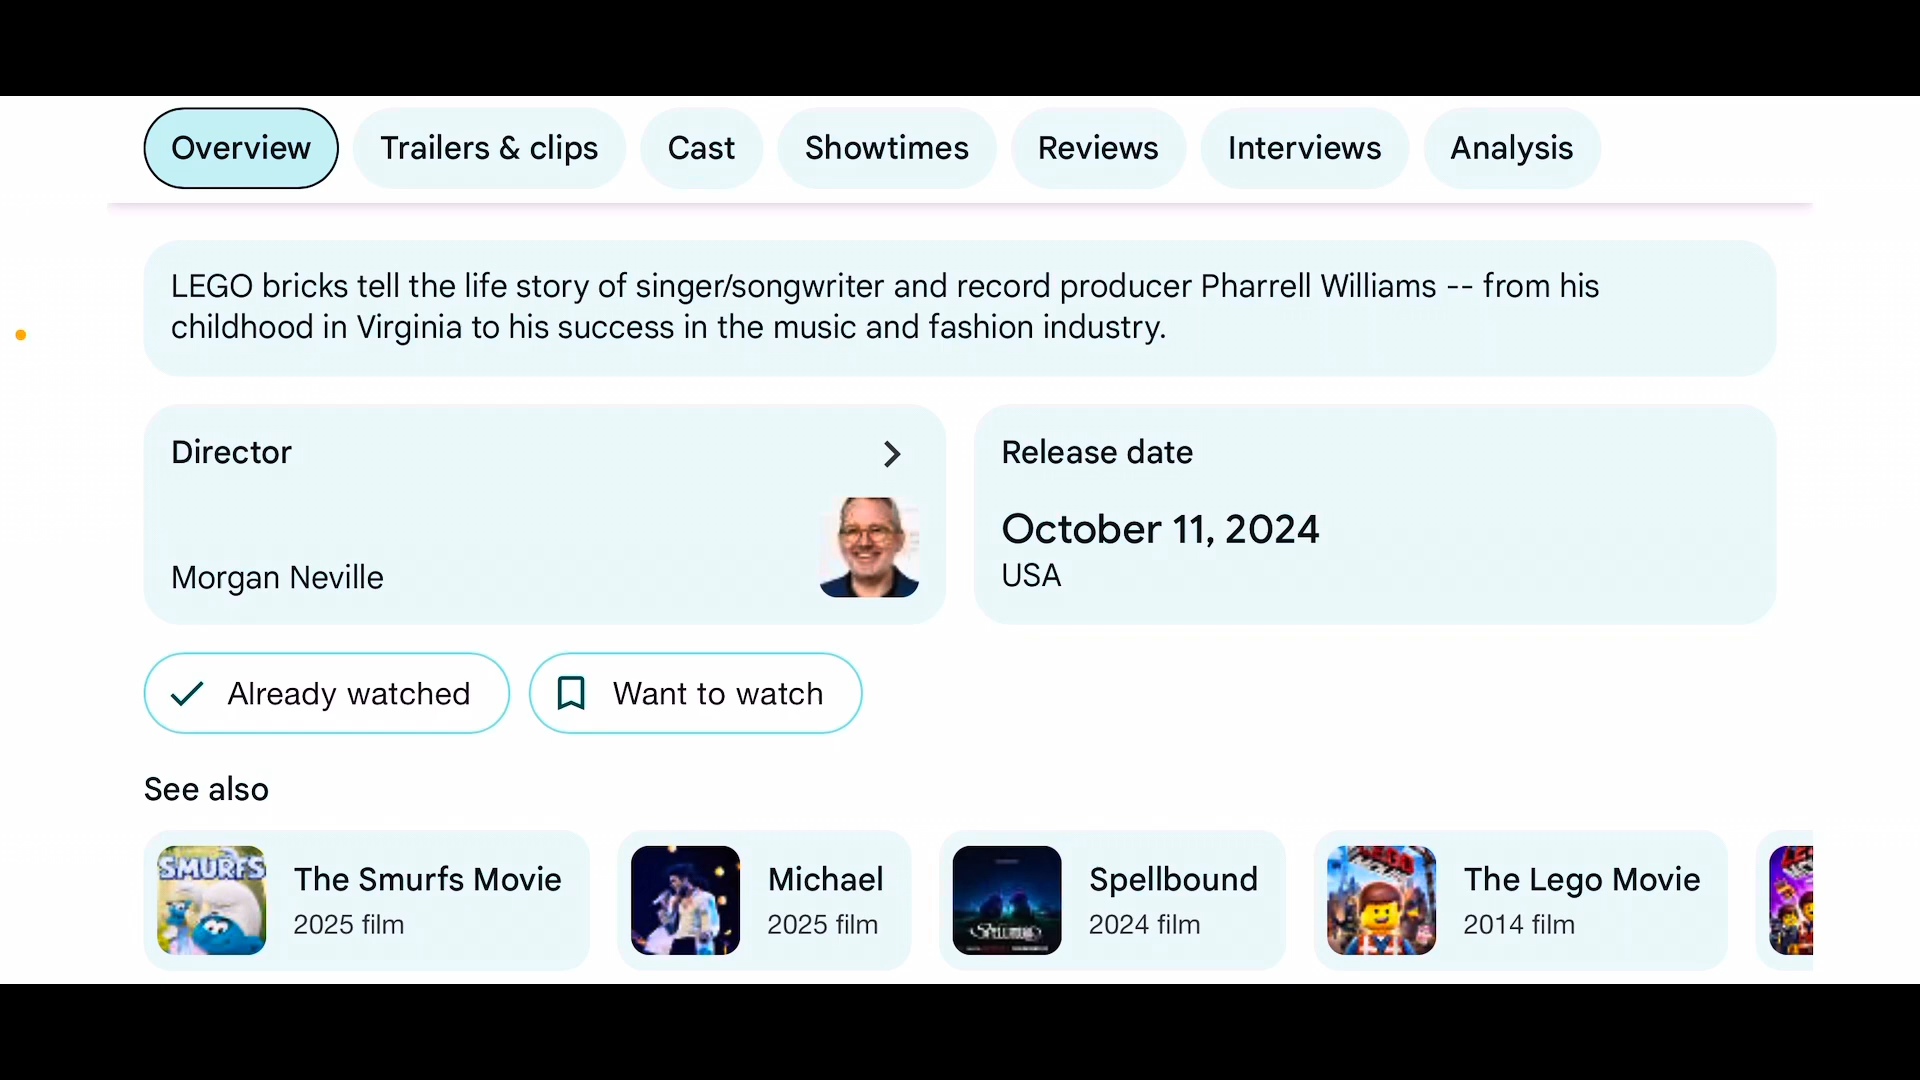 Overview Trailers & clips Cast Showtimes Reviews Interviews Analysis
LEGO bricks tell the life story of singer/songwriter and record producer Pharrell Williams -- from his
childhood in Virginia to his success in the music and fashion industry.
Director
Morgan Neville
Release date
October 11, 2024
USA
Already watched Want to watch
See also
SMURFS
The Smurfs Movie
2025 film
Michael
2025 film
SPELLBOUND
Spellbound
2024 film
The Lego Movie
2014 film